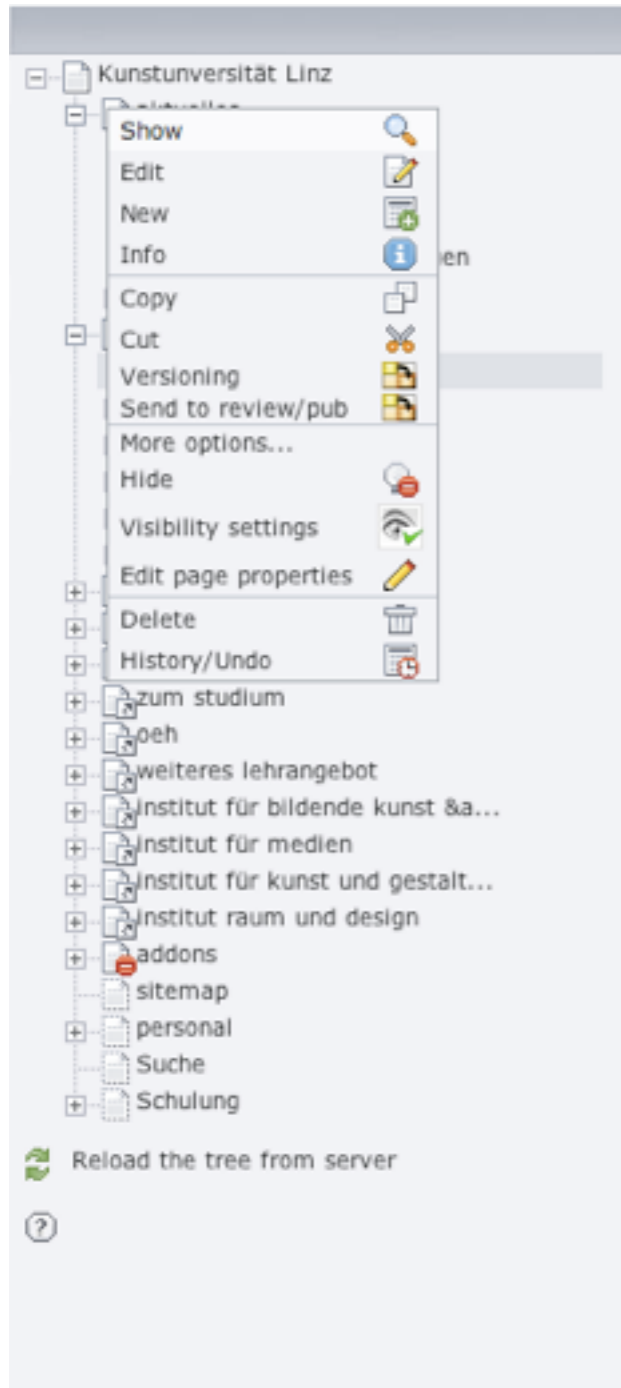 Kunstunversität Linz
aktuelles
Show
Edit
New
Info
en
Copy
Cut
Versioning
Send to review/pub
More options...
Hide
Visibility settings
Edit page properties
Delete
History/Undo
zum studium
oeh
weiteres lehrangebot
institut für bildende kunst &a...
institut für medien
institut für kunst und gestalt...
institut raum und design
addons
sitemap
personal
Suche
Schulung
Reload the tree from server
?